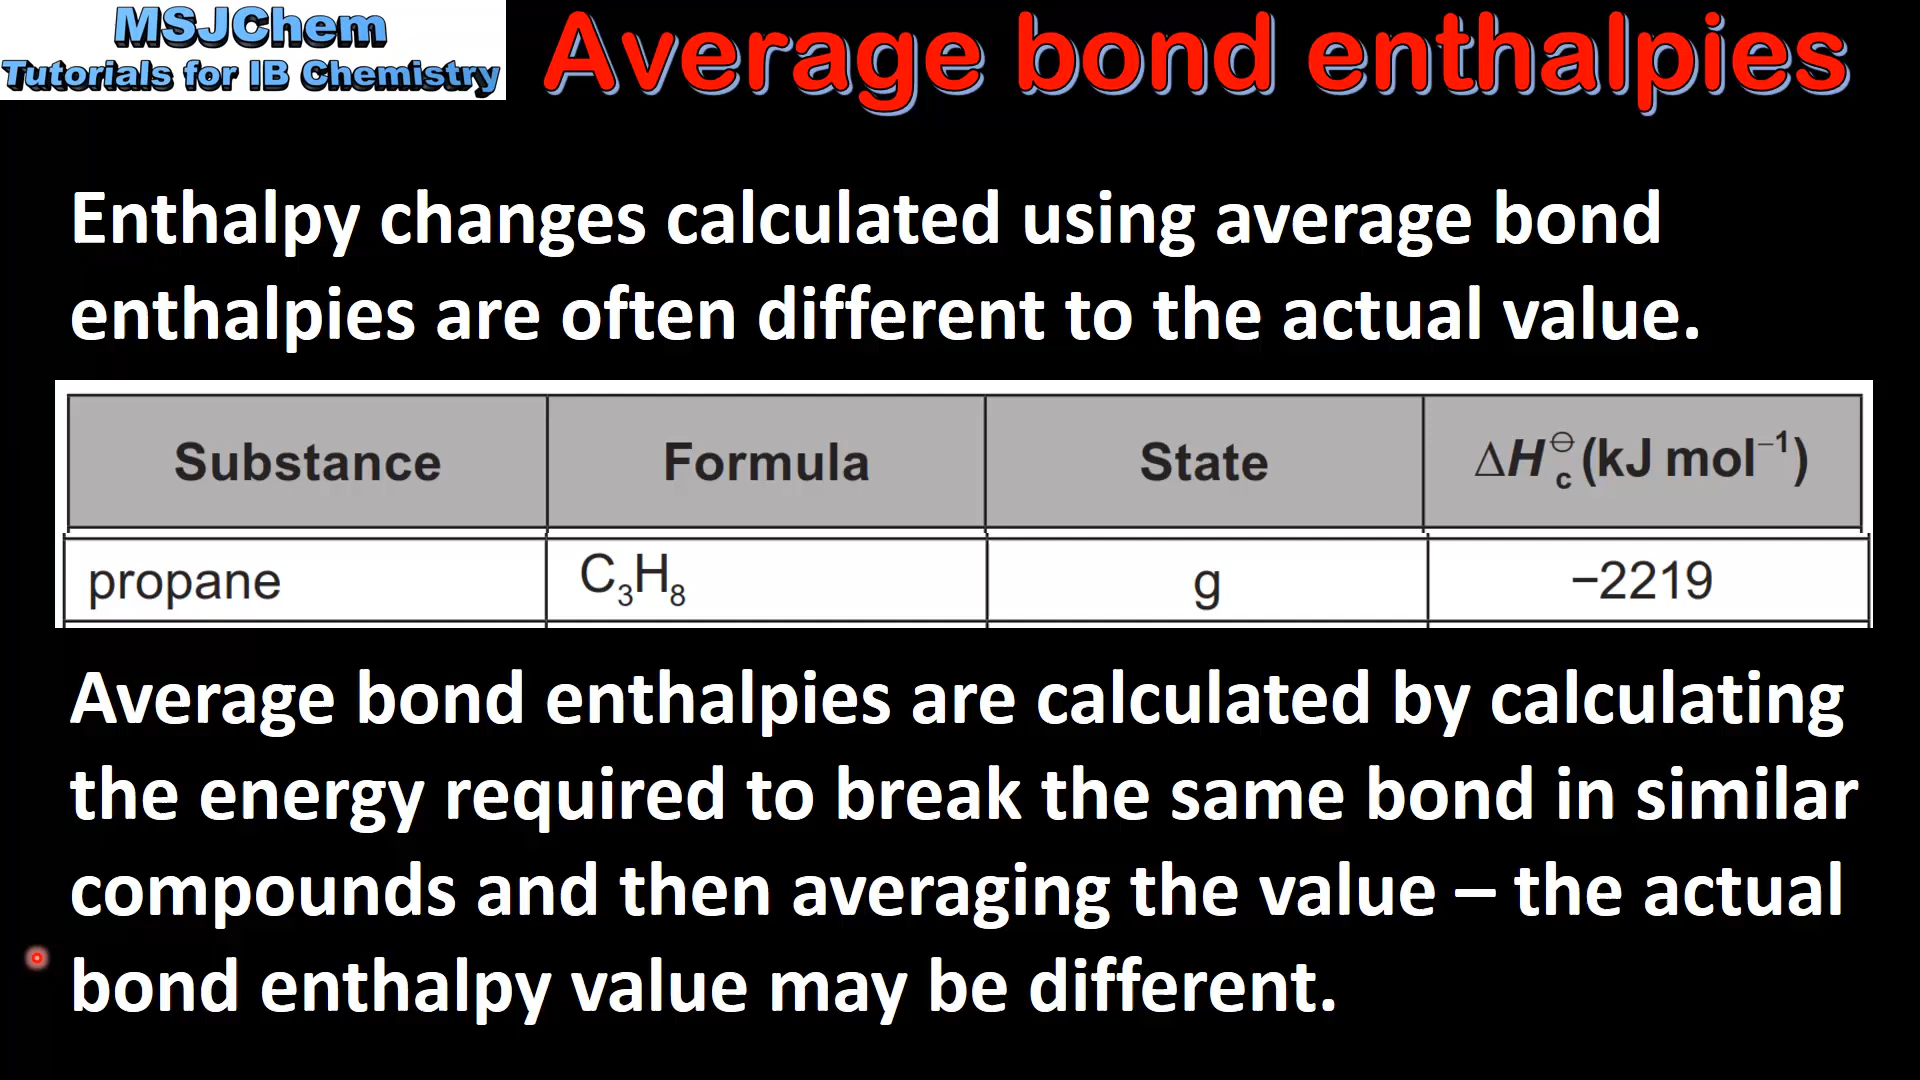 MSJChem
Tutorials for IB Chemistry
Average bond enthalpies
Enthalpy changes calculated using average bond
enthalpies are often different to the actual value.
Substance Formula State ΔH⊖c (kJ mol⁻¹)
propane C₃H₈ g −2219
Average bond enthalpies are calculated by calculating
the energy required to break the same bond in similar
compounds and then averaging the value – the actual
bond enthalpy value may be different.